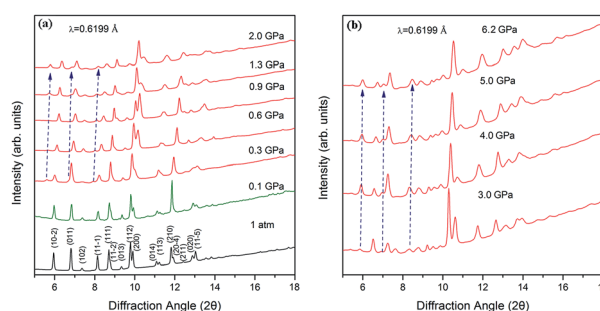 (a)
λ=0.6199 Å
2.0 GPa
1.3 GPa
0.9 GPa
0.6 GPa
0.3 GPa
0.1 GPa
1 atm
(10-2)
(011)
(102)
(11-1)
(111)
(11-2)
(013)
(112)
(200)
(014)
(113)
(210)
(20-4)
(211)
(020)
(11-5)
Intensity (arb. units)
6 8 10 12 14 16 18
Diffraction Angle (2θ)
(b)
λ=0.6199 Å
6.2 GPa
5.0 GPa
4.0 GPa
3.0 GPa
Intensity (arb. units)
6 8 10 12 14 16 18
Diffraction Angle (2θ)